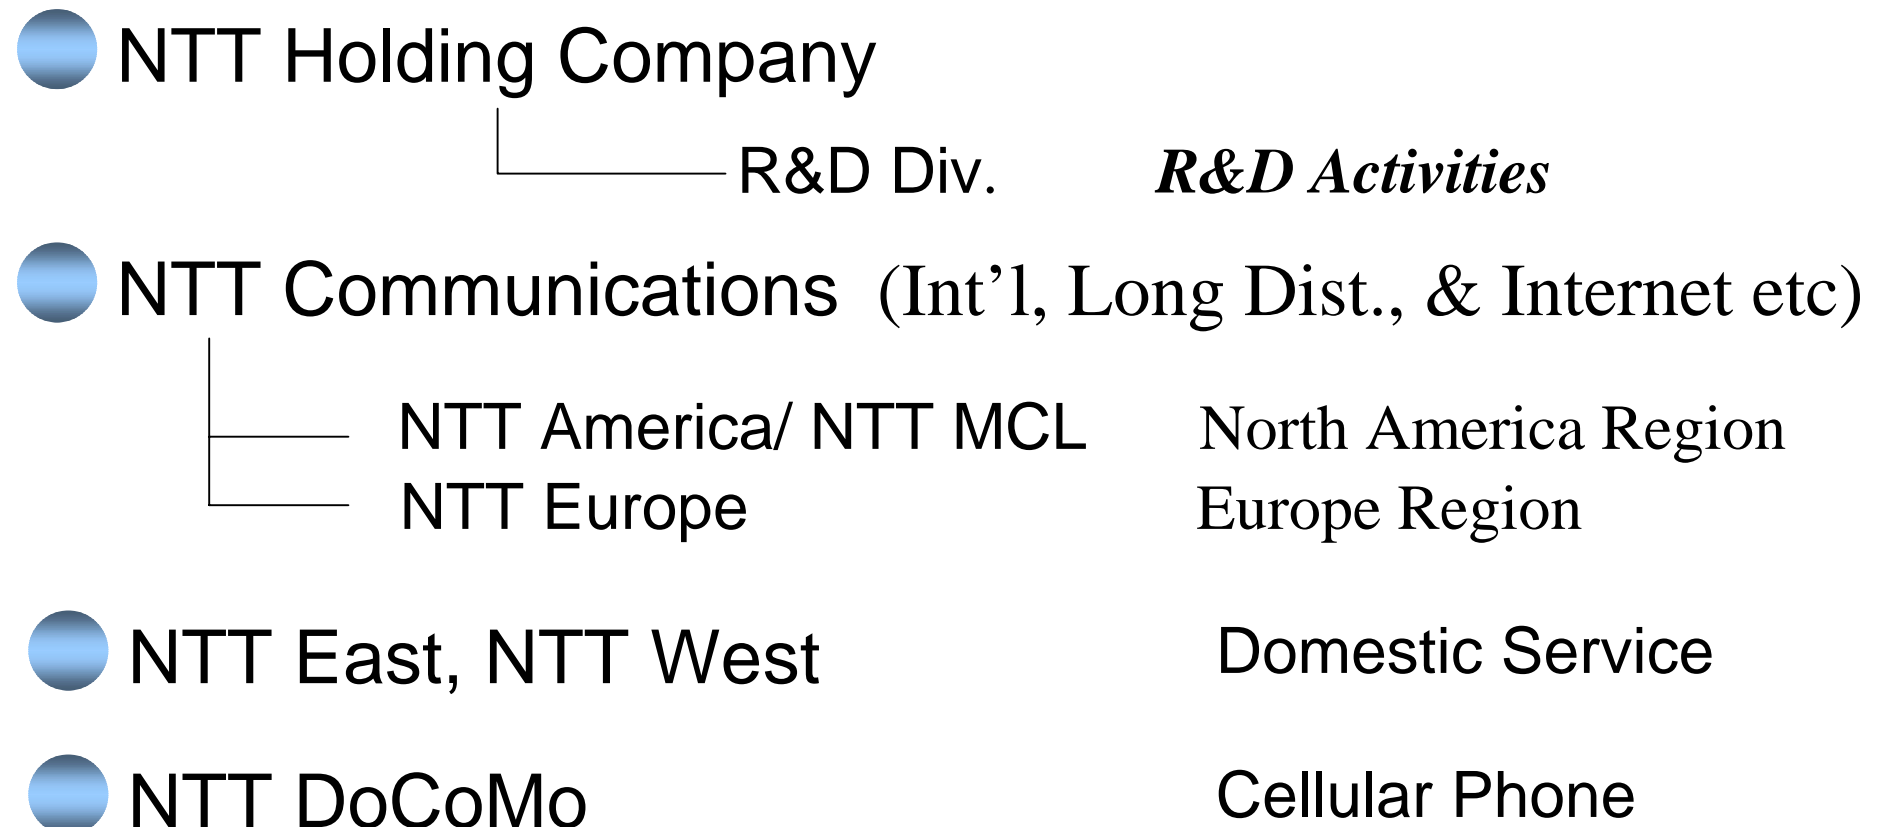 NTT Holding Company
R&D Div. R&D Activities
NTT Communications (Int’l, Long Dist., & Internet etc)
NTT America/ NTT MCL North America Region
NTT Europe Europe Region
NTT East, NTT West Domestic Service
NTT DoCoMo Cellular Phone